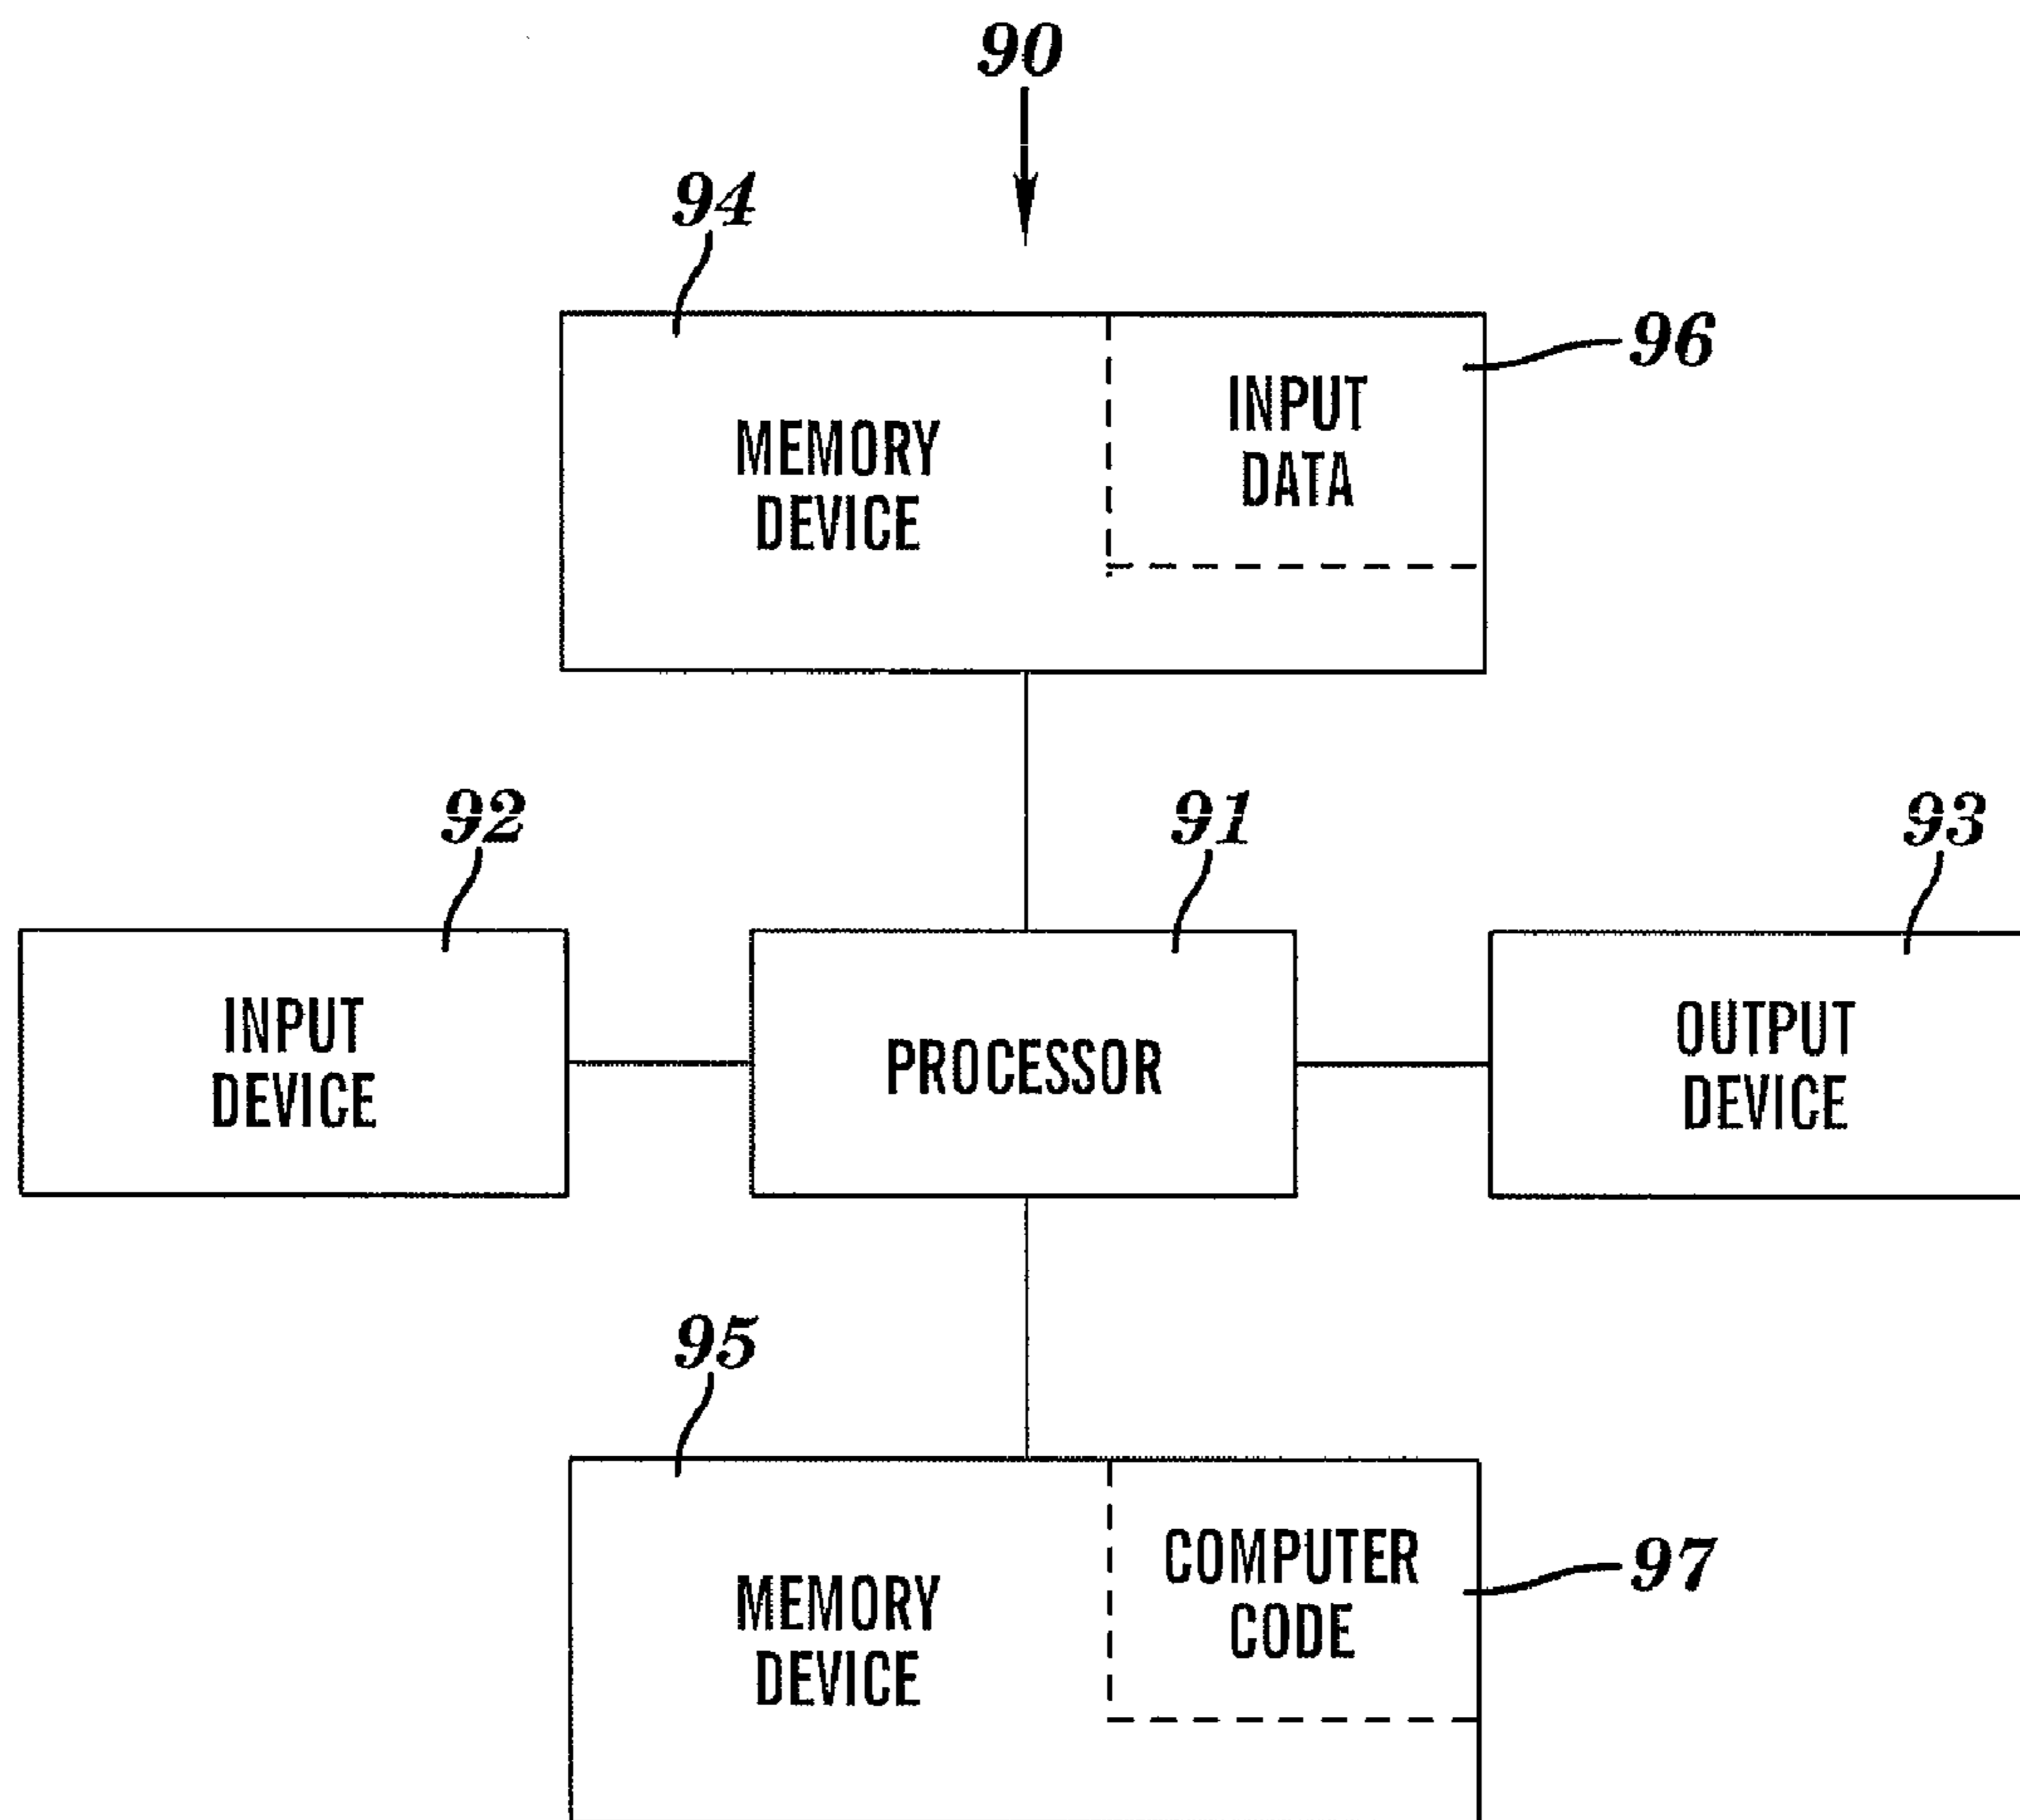 90
94
96
MEMORY
DEVICE
INPUT
DATA
92
91
93
INPUT
DEVICE
PROCESSOR
OUTPUT
DEVICE
95
MEMORY
DEVICE
COMPUTER
CODE
97